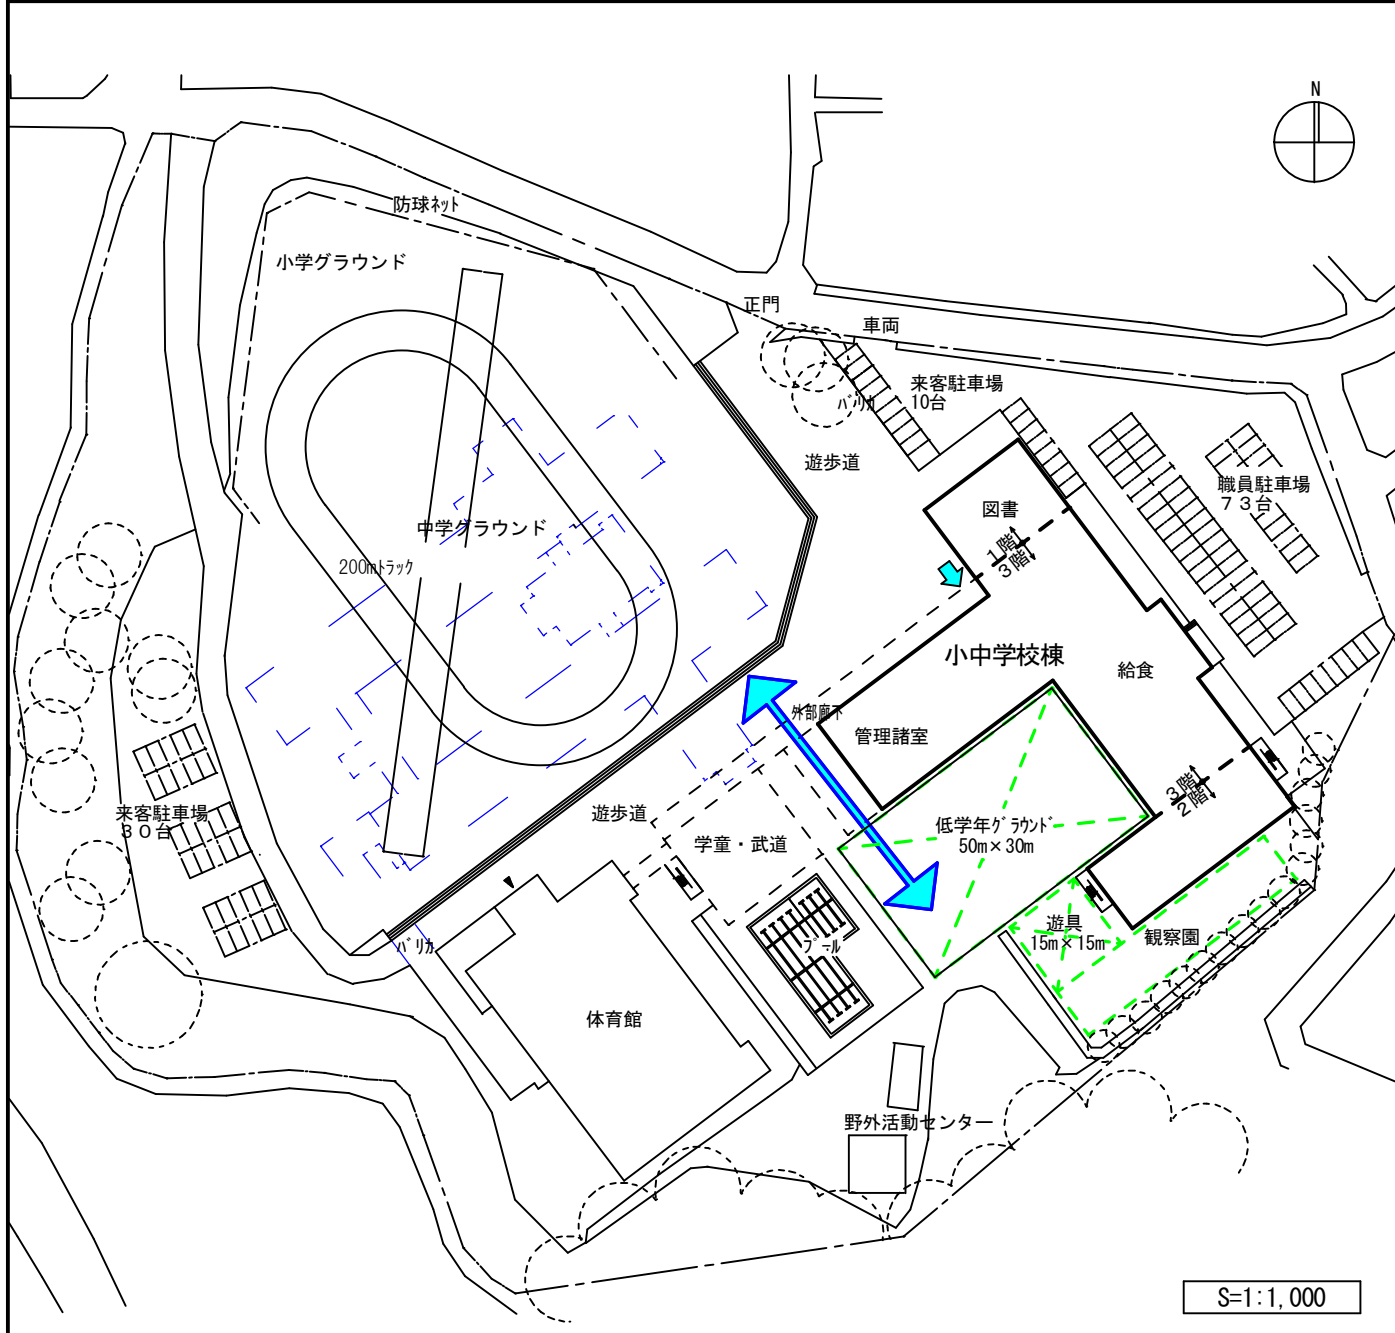 N
防球ネット
小学グラウンド
正門
車両
来客駐車場
10台
バリカ
遊歩道
職員駐車場
73台
図書
1階
3階
中学グラウンド
200mトラック
小中学校棟
給食
外部廊下
管理諸室
3階
2階
来客駐車場
30台
遊歩道
学童・武道
低学年グラウンド
50m×30m
遊具
15m×15m
観察園
バリカ
プール
体育館
野外活動センター
S=1:1,000